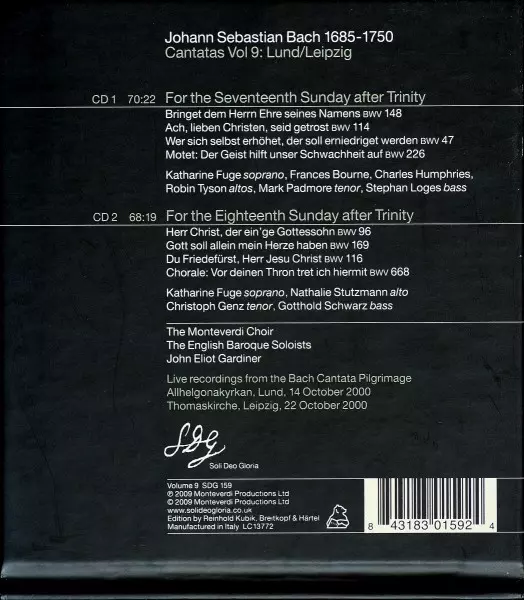 Johann Sebastian Bach 1685-1750
Cantatas Vol 9: Lund/Leipzig
CD 1 70:22 For the Seventeenth Sunday after Trinity
Bringet dem Herrn Ehre seines Namens BWV 148
Ach, lieben Christen, seid getrost BWV 114
Wer sich selbst erhöhet, der soll erniedriget werden BWV 47
Motet: Der Geist hilft unser Schwachheit auf BWV 226
Katharine Fuge soprano, Frances Bourne, Charles Humphries,
Robin Tyson altos, Mark Padmore tenor, Stephan Loges bass
CD 2 68:19 For the Eighteenth Sunday after Trinity
Herr Christ, der ein'ge Gottessohn BWV 96
Gott soll allein mein Herze haben BWV 169
Du Friedefürst, Herr Jesu Christ BWV 116
Chorale: Vor deinen Thron tret ich hiermit BWV 668
Katharine Fuge soprano, Nathalie Stutzmann alto
Christoph Genz tenor, Gotthold Schwarz bass
The Monteverdi Choir
The English Baroque Soloists
John Eliot Gardiner
Live recordings from the Bach Cantata Pilgrimage
Allhelgonakyrkan, Lund, 14 October 2000
Thomaskirche, Leipzig, 22 October 2000
SDG
Soli Deo Gloria
Volume 9 SDG 159
℗ 2009 Monteverdi Productions Ltd
© 2009 Monteverdi Productions Ltd
www.solideogloria.co.uk
Edition by Reinhold Kubik, Breitkopf & Härtel
Manufactured in Italy LC13772
8 43183 01592 4